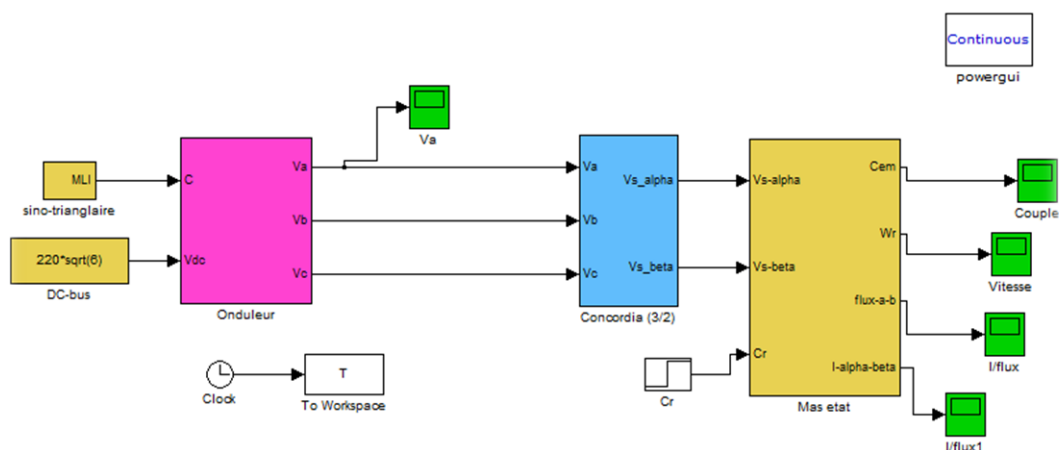 Continuous
powergui
Va
MLI
sino-trianglaire
220*sqrt(6)
DC-bus
C
Vdc
Va
Vb
Vc
Onduleur
Va
Vb
Vc
Vs_alpha
Vs_beta
Concordia (3/2)
Vs-alpha
Vs-beta
Cr
Cem
Wr
flux-a-b
I-alpha-beta
Mas etat
Couple
Vitesse
I/flux
I/flux1
Clock
T
To Workspace
Cr